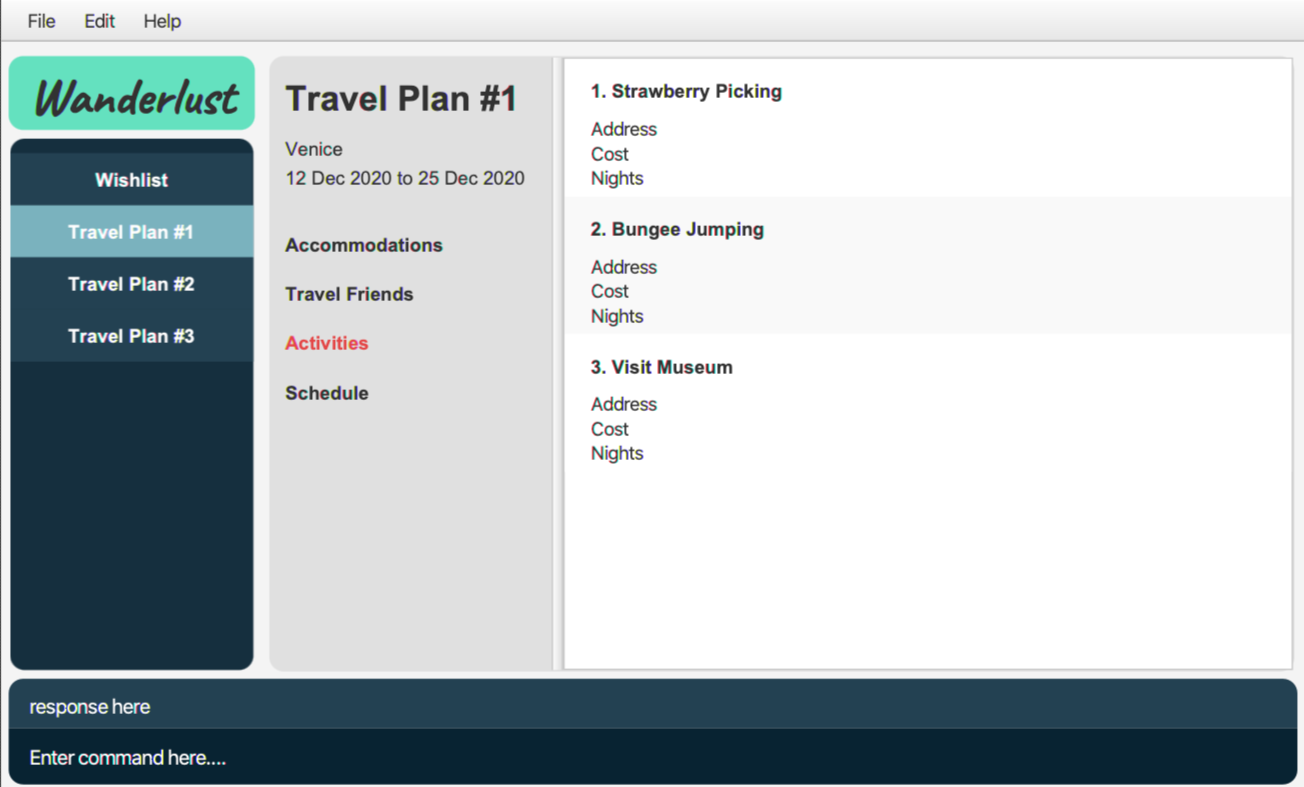 File Edit Help
Wanderlust
Wishlist
Travel Plan #1
Travel Plan #2
Travel Plan #3
Travel Plan #1
Venice
12 Dec 2020 to 25 Dec 2020
Accommodations
Travel Friends
Activities
Schedule
1. Strawberry Picking
Address
Cost
Nights
2. Bungee Jumping
Address
Cost
Nights
3. Visit Museum
Address
Cost
Nights
response here
Enter command here....